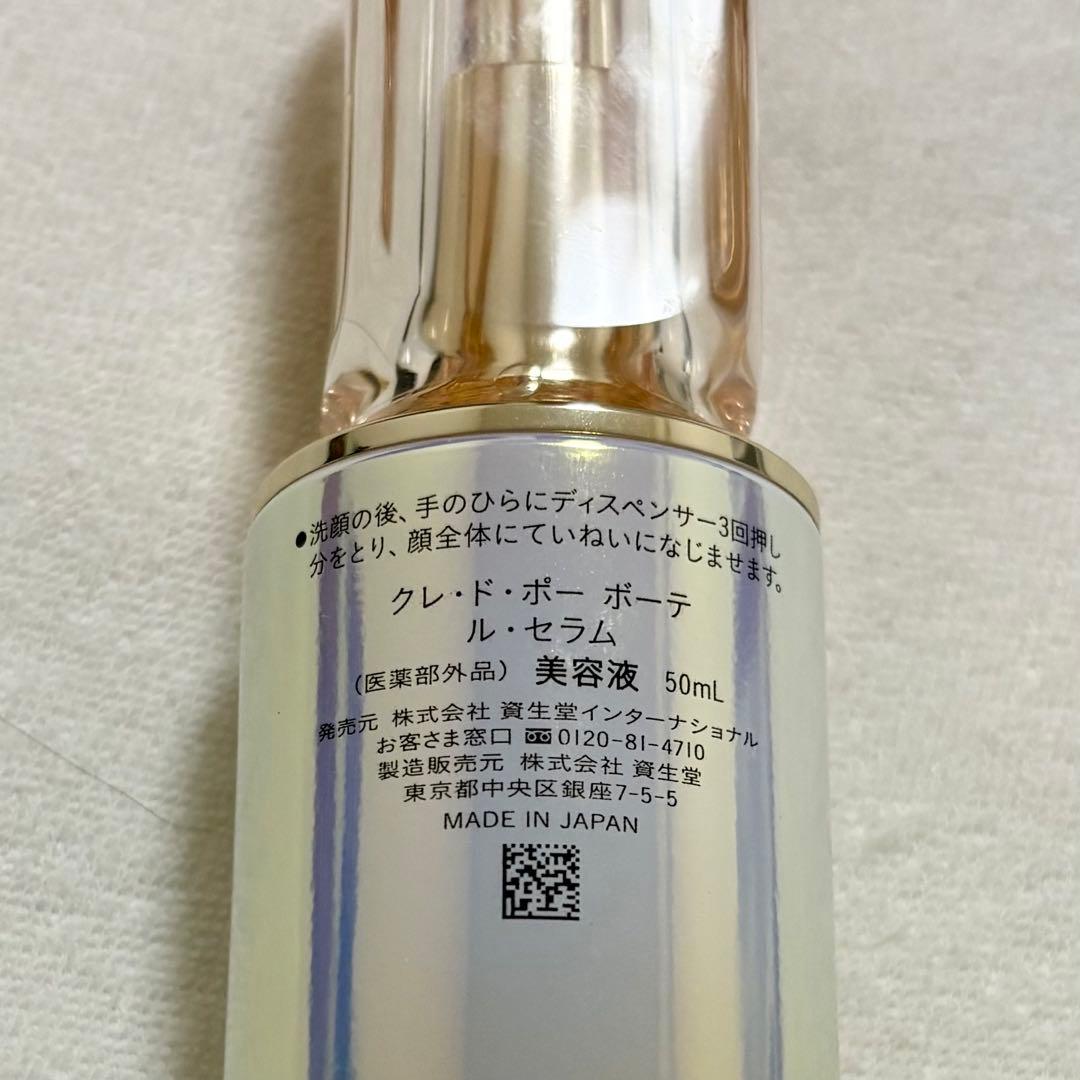 ●洗顔の後、手のひらにディスペンサー3回押し
分をとり、顔全体にていねいになじませます。
クレ・ド・ポー ボーテ
ル・セラム
（医薬部外品） 美容液 50mL
発売元 株式会社 資生堂インターナショナル
お客さま窓口 0120-81-4710
製造販売元 株式会社 資生堂
東京都中央区銀座7-5-5
MADE IN JAPAN